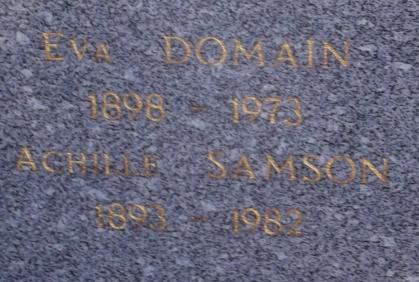 EVA DOMAIN
1898 - 1973
ACHILLE SAMSON
1893 - 1982